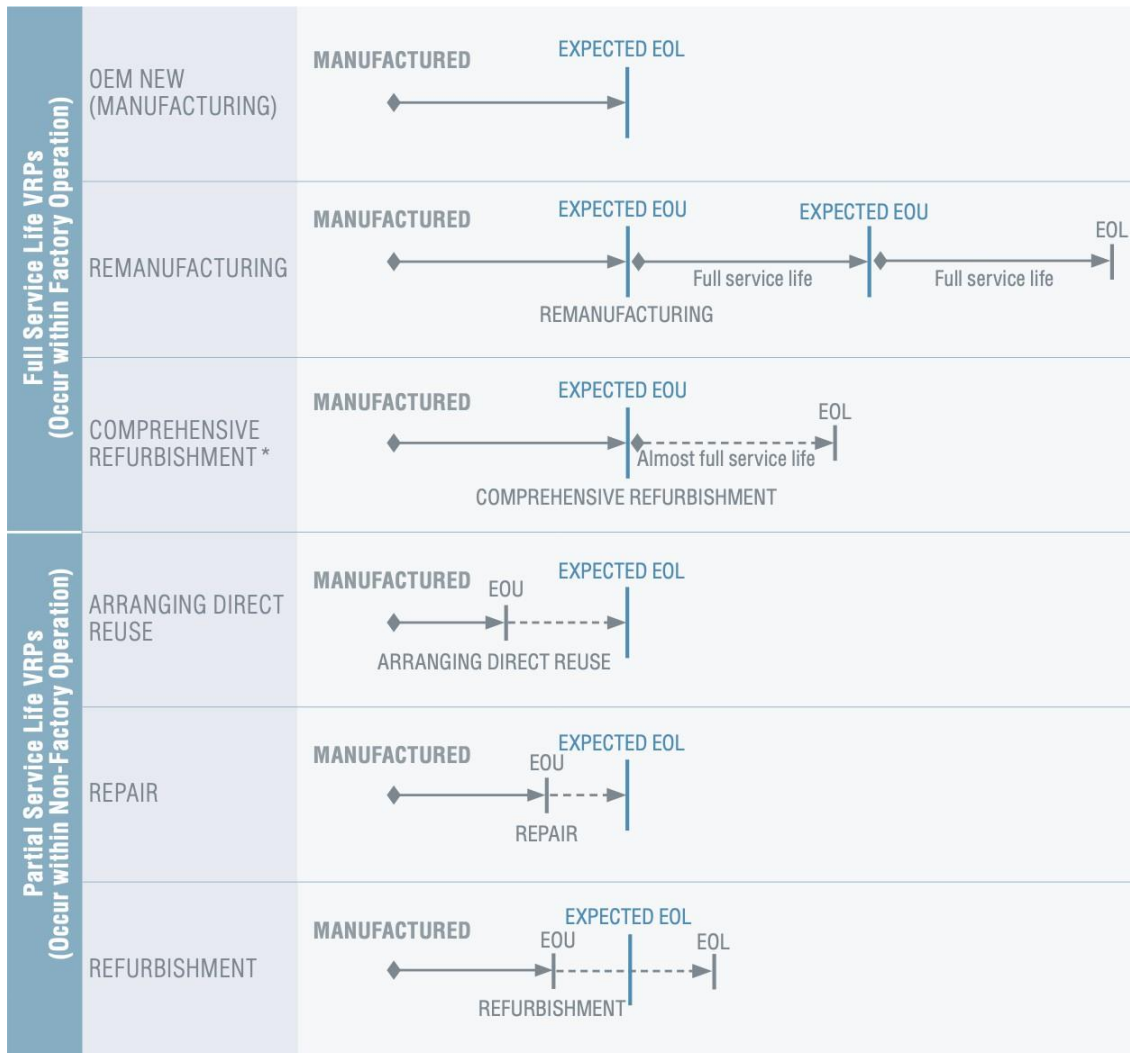 Full Service Life VRPs
(Occur within Factory Operation)
OEM NEW
(MANUFACTURING)
MANUFACTURED
EXPECTED EOL
REMANUFACTURING
MANUFACTURED
EXPECTED EOU
EXPECTED EOU
EOL
Full service life
Full service life
REMANUFACTURING
COMPREHENSIVE
REFURBISHMENT *
MANUFACTURED
EXPECTED EOU
EOL
Almost full service life
COMPREHENSIVE REFURBISHMENT
Partial Service Life VRPs
(Occur within Non-Factory Operation)
ARRANGING DIRECT
REUSE
MANUFACTURED
EOU
EXPECTED EOL
ARRANGING DIRECT REUSE
REPAIR
MANUFACTURED
EOU
EXPECTED EOL
REPAIR
REFURBISHMENT
MANUFACTURED
EOU
EXPECTED EOL
EOL
REFURBISHMENT